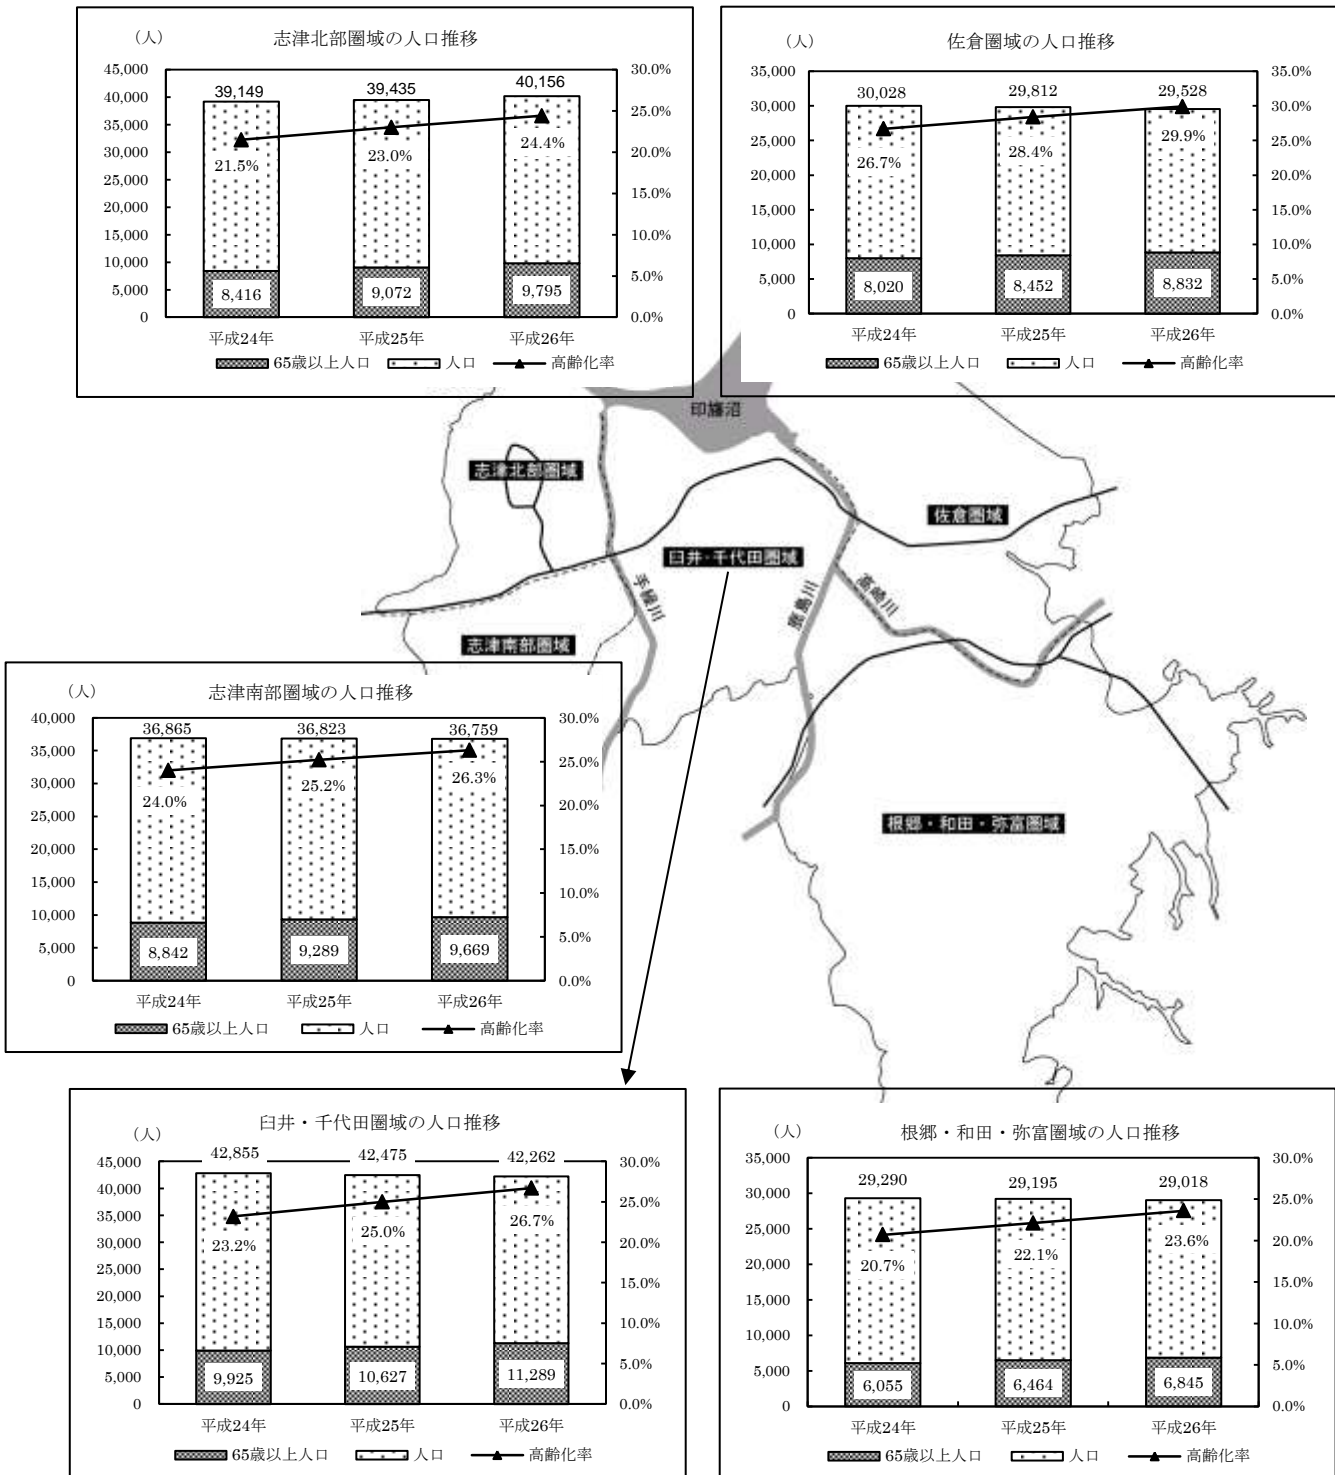 志津北部圏域の人口推移
（人）
45,000
40,000
35,000
30,000
25,000
20,000
15,000
10,000
5,000
0
30.0%
25.0%
20.0%
15.0%
10.0%
5.0%
0.0%
39,149
39,435
40,156
21.5%
23.0%
24.4%
8,416
9,072
9,795
平成24年
平成25年
平成26年
65歳以上人口
人口
高齢化率
佐倉圏域の人口推移
（人）
35,000
30,000
25,000
20,000
15,000
10,000
5,000
0
35.0%
30.0%
25.0%
20.0%
15.0%
10.0%
5.0%
0.0%
30,028
29,812
29,528
26.7%
28.4%
29.9%
8,020
8,452
8,832
平成24年
平成25年
平成26年
65歳以上人口
人口
高齢化率
印旛沼
志津北部圏域
佐倉圏域
臼井・千代田圏域
手繰川
鹿島川
高崎川
志津南部圏域
根郷・和田・弥富圏域
志津南部圏域の人口推移
（人）
40,000
35,000
30,000
25,000
20,000
15,000
10,000
5,000
0
30.0%
25.0%
20.0%
15.0%
10.0%
5.0%
0.0%
36,865
36,823
36,759
24.0%
25.2%
26.3%
8,842
9,289
9,669
平成24年
平成25年
平成26年
65歳以上人口
人口
高齢化率
臼井・千代田圏域の人口推移
（人）
45,000
40,000
35,000
30,000
25,000
20,000
15,000
10,000
5,000
0
30.0%
25.0%
20.0%
15.0%
10.0%
5.0%
0.0%
42,855
42,475
42,262
23.2%
25.0%
26.7%
9,925
10,627
11,289
平成24年
平成25年
平成26年
65歳以上人口
人口
高齢化率
根郷・和田・弥富圏域の人口推移
（人）
35,000
30,000
25,000
20,000
15,000
10,000
5,000
0
30.0%
25.0%
20.0%
15.0%
10.0%
5.0%
0.0%
29,290
29,195
29,018
20.7%
22.1%
23.6%
6,055
6,464
6,845
平成24年
平成25年
平成26年
65歳以上人口
人口
高齢化率